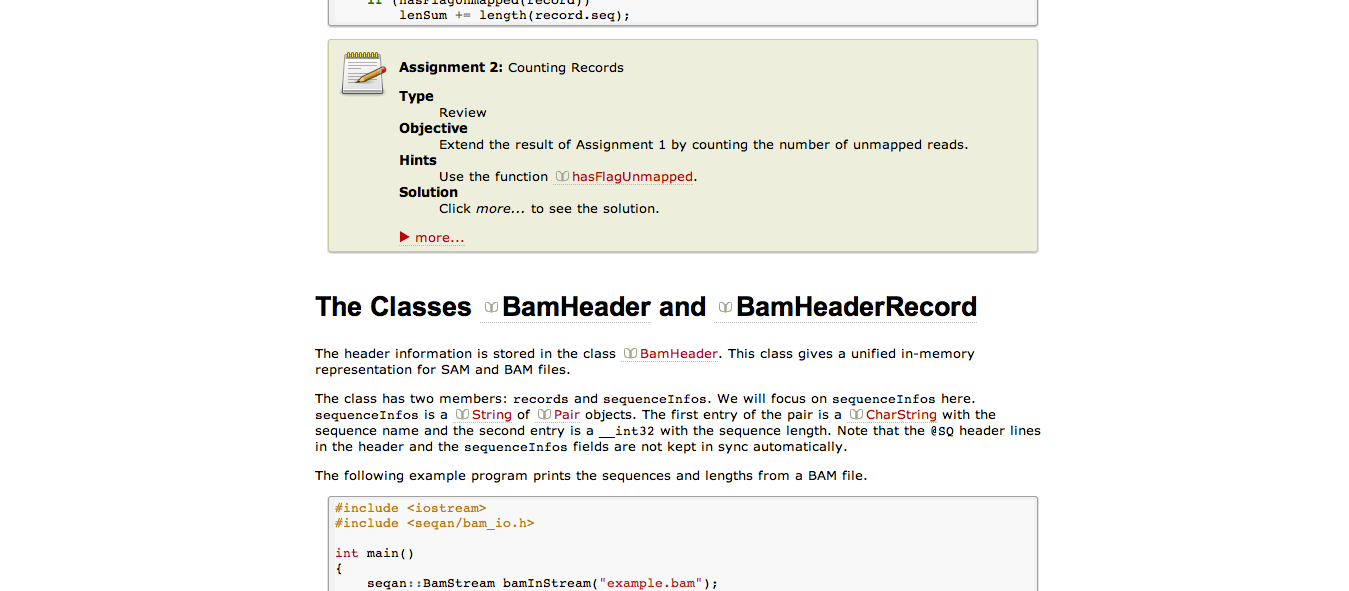 if (hasFlagUnmapped(record))
lenSum += length(record.seq);
Assignment 2: Counting Records
Type
Review
Objective
Extend the result of Assignment 1 by counting the number of unmapped reads.
Hints
Use the function hasFlagUnmapped.
Solution
Click more... to see the solution.
more...
The Classes BamHeader and BamHeaderRecord
The header information is stored in the class BamHeader. This class gives a unified in-memory
representation for SAM and BAM files.
The class has two members: records and sequenceInfos. We will focus on sequenceInfos here.
sequenceInfos is a String of Pair objects. The first entry of the pair is a CharString with the
sequence name and the second entry is a __int32 with the sequence length. Note that the @SQ header lines
in the header and the sequenceInfos fields are not kept in sync automatically.
The following example program prints the sequences and lengths from a BAM file.
#include <iostream>
#include <seqan/bam_io.h>
int main()
{
seqan::BamStream bamInStream("example.bam");